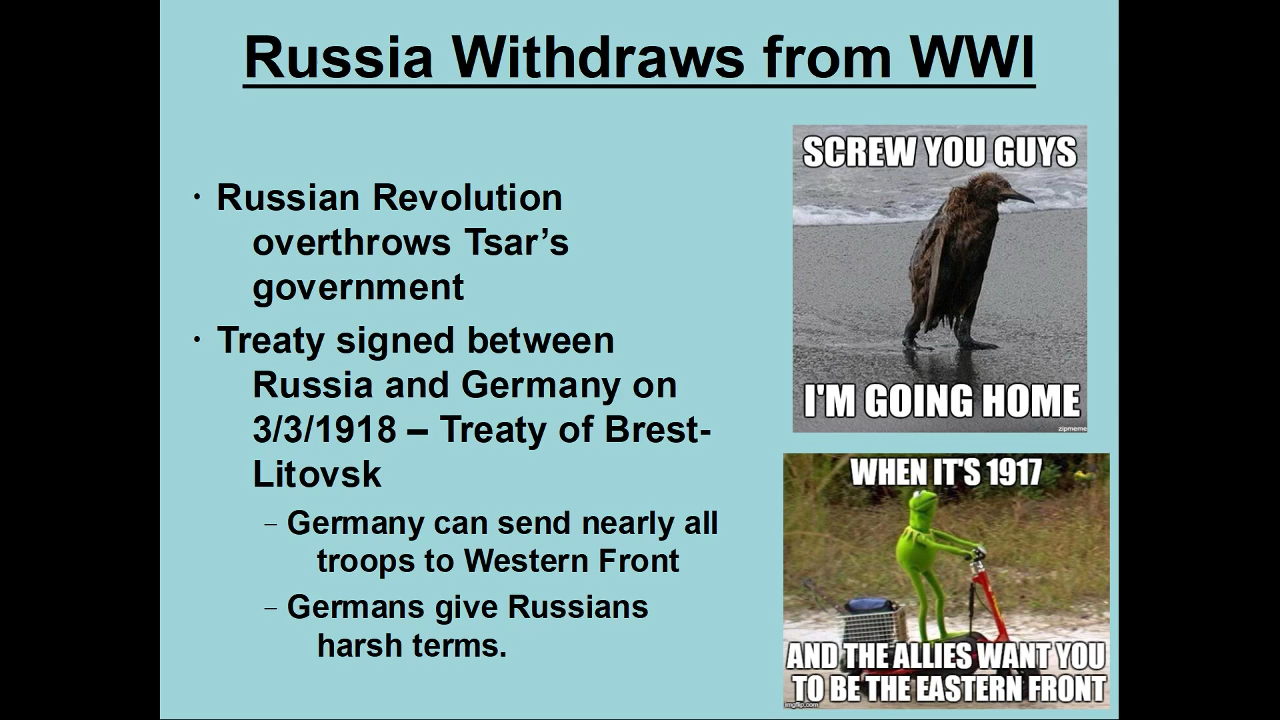 Russia Withdraws from WWI
· Russian Revolution
overthrows Tsar’s
government
· Treaty signed between
Russia and Germany on
3/3/1918 – Treaty of Brest-
Litovsk
– Germany can send nearly all
troops to Western Front
– Germans give Russians
harsh terms.
SCREW YOU GUYS
I'M GOING HOME
zipmeme
WHEN IT'S 1917
AND THE ALLIES WANT YOU
TO BE THE EASTERN FRONT
imgflip.com